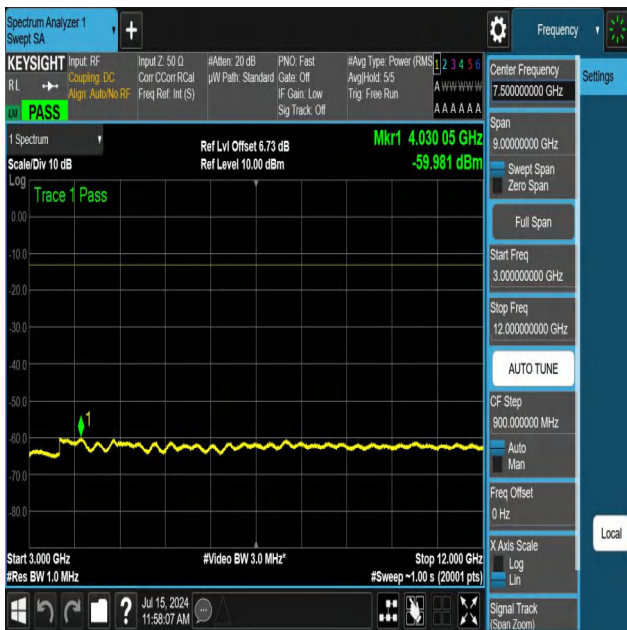 Spectrum Analyzer 1
Swept SA
Frequency
KEYSIGHT
RL
PASS
Input: RF
Coupling: DC
Align: Auto/No RF
Input Z: 50 Ω
Corr CCorr RCal
Freq Ref: Int (S)
#Atten: 20 dB
µW Path: Standard
PNO: Fast
Gate: Off
IF Gain: Low
Sig Track: Off
#Avg Type: Power (RMS
Avg|Hold: 5/5
Trig: Free Run
1 2 3 4 5 6
A W W W W W
A A A A A A
1 Spectrum
Scale/Div 10 dB
Ref Lvl Offset 6.73 dB
Ref Level 10.00 dBm
Mkr1 4.030 05 GHz
-59.981 dBm
Log
Trace 1 Pass
0.00
-10.0
-20.0
-30.0
-40.0
-50.0
-60.0
-70.0
-80.0
1
Start 3.000 GHz
#Res BW 1.0 MHz
#Video BW 3.0 MHz*
Stop 12.000 GHz
#Sweep ~1.00 s (20001 pts)
Jul 15, 2024
11:58:07 AM
Center Frequency
7.500000000 GHz
Settings
Span
9.00000000 GHz
Swept Span
Zero Span
Full Span
Start Freq
3.000000000 GHz
Stop Freq
12.000000000 GHz
AUTO TUNE
CF Step
900.000000 MHz
Auto
Man
Freq Offset
0 Hz
X Axis Scale
Log
Lin
Local
Signal Track
(Span Zoom)